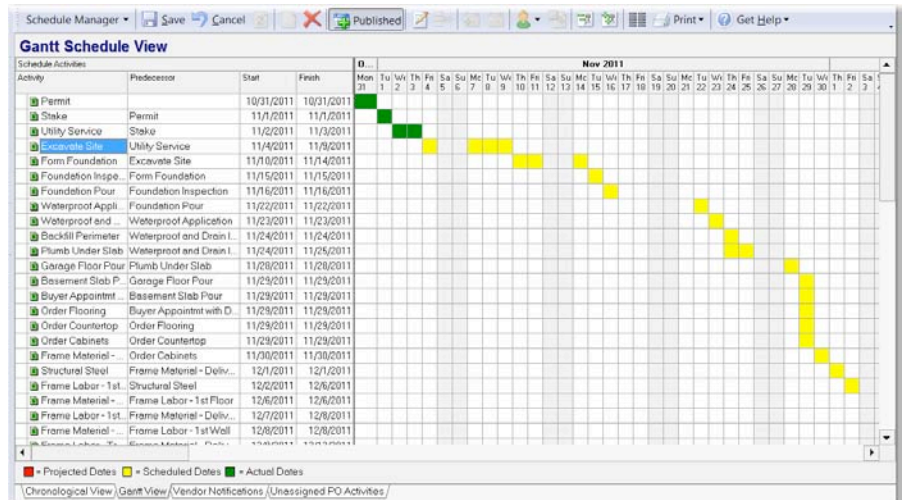 Schedule Manager Save Cancel Published Print Get Help
Gantt Schedule View
Schedule Activities O... Nov 2011
Activity Predecessor Start Finish Mon Tu We Th Fri Sa Su Mc Tu We Th Fri Sa Su Mc Tu We Th Fri Sa Su Mc Tu We Th Fri Sa Su Mc Tu We Th Fri Sa
31 1 2 3 4 5 6 7 8 9 10 11 12 13 14 15 16 17 18 19 20 21 22 23 24 25 26 27 28 29 30 1 2 3
Permit 10/31/2011 10/31/2011
Stake Permit 11/1/2011 11/1/2011
Utility Service Stake 11/2/2011 11/3/2011
Excavate Site Utility Service 11/4/2011 11/9/2011
Form Foundation Excavate Site 11/10/2011 11/14/2011
Foundation Inspe... Form Foundation 11/15/2011 11/15/2011
Foundation Pour Foundation Inspection 11/16/2011 11/16/2011
Waterproof Appli... Foundation Pour 11/22/2011 11/22/2011
Waterproof and ... Waterproof Application 11/23/2011 11/23/2011
Backfill Perimeter Waterproof and Drain I... 11/24/2011 11/24/2011
Plumb Under Slab Waterproof and Drain I... 11/24/2011 11/25/2011
Garage Floor Pour Plumb Under Slab 11/28/2011 11/28/2011
Basement Slab P... Garage Floor Pour 11/29/2011 11/29/2011
Buyer Appointmt ... Basement Slab Pour 11/29/2011 11/29/2011
Order Flooring Buyer Appointmt with D... 11/29/2011 11/29/2011
Order Countertop Order Flooring 11/29/2011 11/29/2011
Order Cabinets Order Countertop 11/29/2011 11/29/2011
Frame Material - ... Order Cabinets 11/30/2011 11/30/2011
Structural Steel Frame Material - Deliv... 12/1/2011 12/1/2011
Frame Labor - 1st... Structural Steel 12/2/2011 12/6/2011
Frame Material - ... Frame Labor - 1st Floor 12/6/2011 12/6/2011
Frame Labor - 1st... Frame Material - Deliv... 12/7/2011 12/8/2011
Frame Material - ... Frame Labor - 1st Wall 12/8/2011 12/8/2011
= Projected Dates = Scheduled Dates = Actual Dates
Chronological View Gantt View Vendor Notifications Unassigned PO Activities